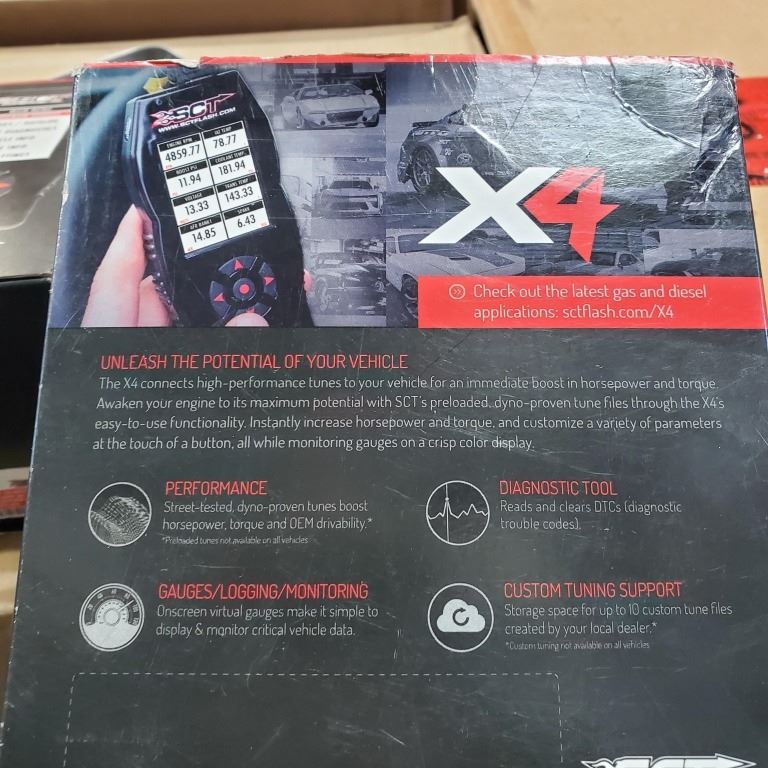 SCT
WWW.SCTFLASH.COM
ENGINE RPM
4859.77
78.77
BOOST PSI
11.94
COOLANT TEMP
181.94
VOLTAGE
13.33
TRANS TEMP
143.33
14.85
6.43
X4
Check out the latest gas and diesel
applications: sctflash.com/X4
UNLEASH THE POTENTIAL OF YOUR VEHICLE
The X4 connects high-performance tunes to your vehicle for an immediate boost in horsepower and torque.
Awaken your engine to its maximum potential with SCT's preloaded, dyno-proven tune files through the X4's
easy-to-use functionality. Instantly increase horsepower and torque, and customize a variety of parameters
at the touch of a button, all while monitoring gauges on a crisp color display.
PERFORMANCE
Street-tested, dyno-proven tunes boost
horsepower, torque and OEM drivability.*
*Preloaded tunes not available on all vehicles
DIAGNOSTIC TOOL
Reads and clears DTCs (diagnostic
trouble codes).
GAUGES/LOGGING/MONITORING
Onscreen virtual gauges make it simple to
display & monitor critical vehicle data.
CUSTOM TUNING SUPPORT
Storage space for up to 10 custom tune files
created by your local dealer.*
*Custom tuning not available on all vehicles
SCT